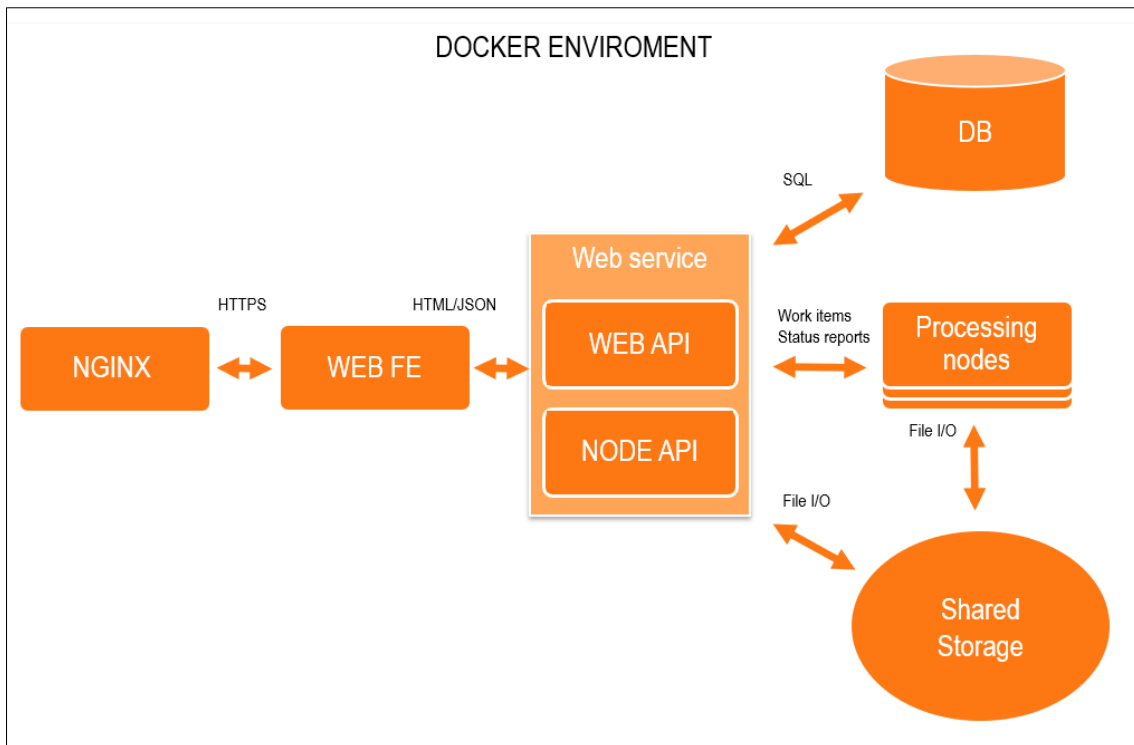 DOCKER ENVIROMENT
DB
SQL
Web service
HTTPS
HTML/JSON
NGINX
WEB FE
WEB API
Work items
Status reports
Processing
nodes
NODE API
File I/O
File I/O
Shared
Storage